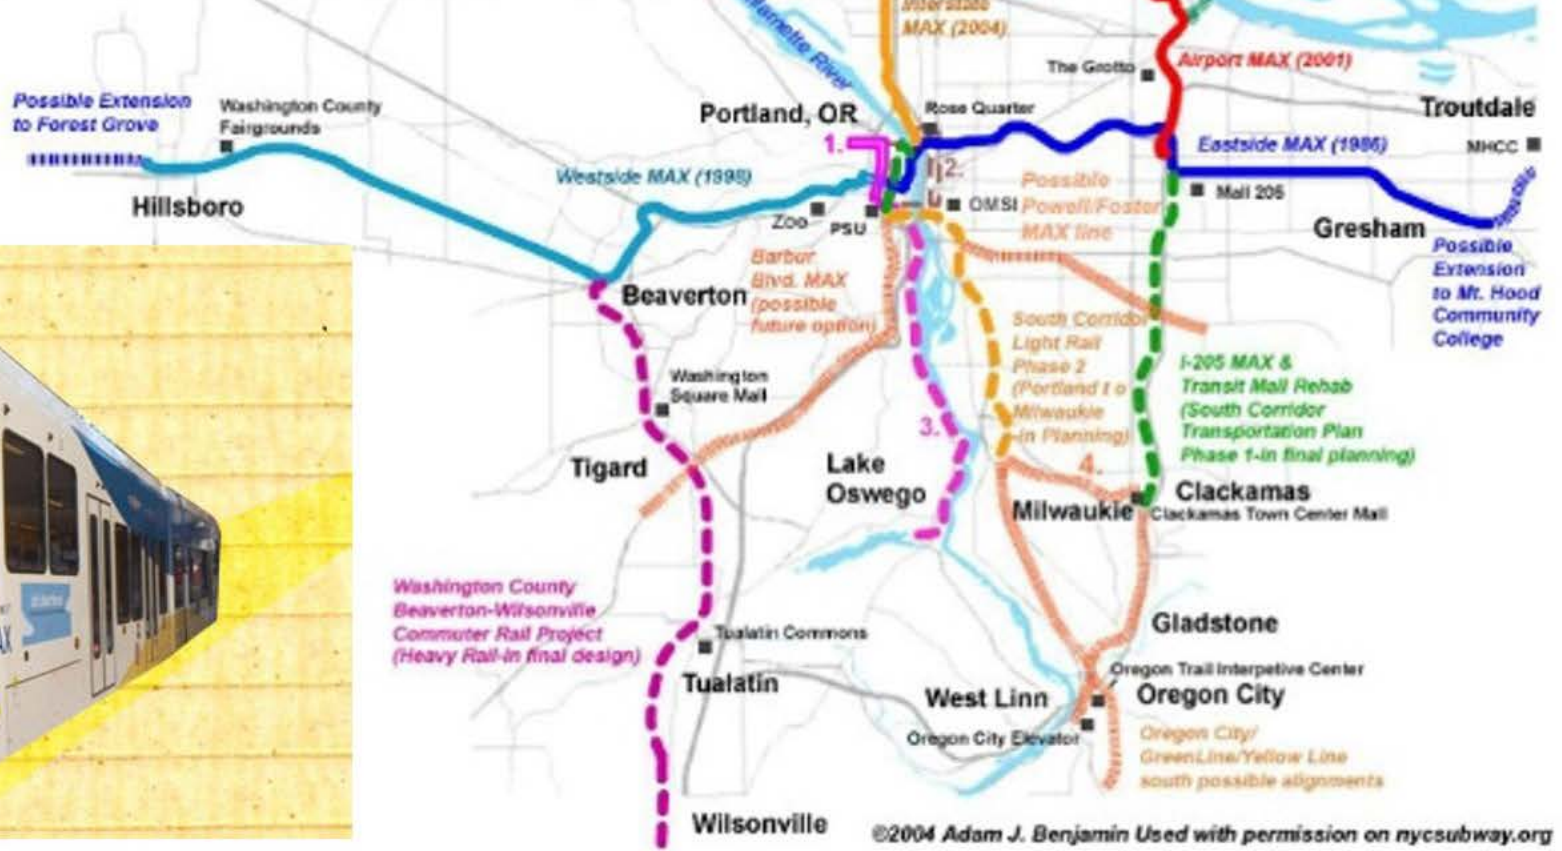 Interstate
MAX (2004)
Willamette River
The Grotto
Airport MAX (2001)
Possible Extension
to Forest Grove
Washington County
Fairgrounds
Portland, OR
Rose Quarter
Troutdale
1.
Eastside MAX (1986)
MHCC
Westside MAX (1998)
2.
Possible
Powell/Foster
MAX line
Mall 205
Possible
Hillsboro
Zoo
PSU
OMSI
Gresham
Possible
Extension
to Mt. Hood
Community
College
Barbur
Blvd. MAX
(possible
future option)
Beaverton
South Corridor
Light Rail
Phase 2
(Portland t o
Milwaukie
-in Planning)
I-205 MAX &
Transit Mall Rehab
(South Corridor
Transportation Plan
Phase 1-in final planning)
Washington
Square Mall
3.
Tigard
Lake
Oswego
4.
Milwaukie
Clackamas
Clackamas Town Center Mall
Washington County
Beaverton-Wilsonville
Commuter Rail Project
(Heavy Rail-in final design)
Tualatin Commons
Tualatin
Gladstone
Oregon Trail Interpetive Center
West Linn
Oregon City
Oregon City Elevator
Oregon City/
GreenLine/Yellow Line
south possible alignments
Wilsonville
©2004 Adam J. Benjamin Used with permission on nycsubway.org